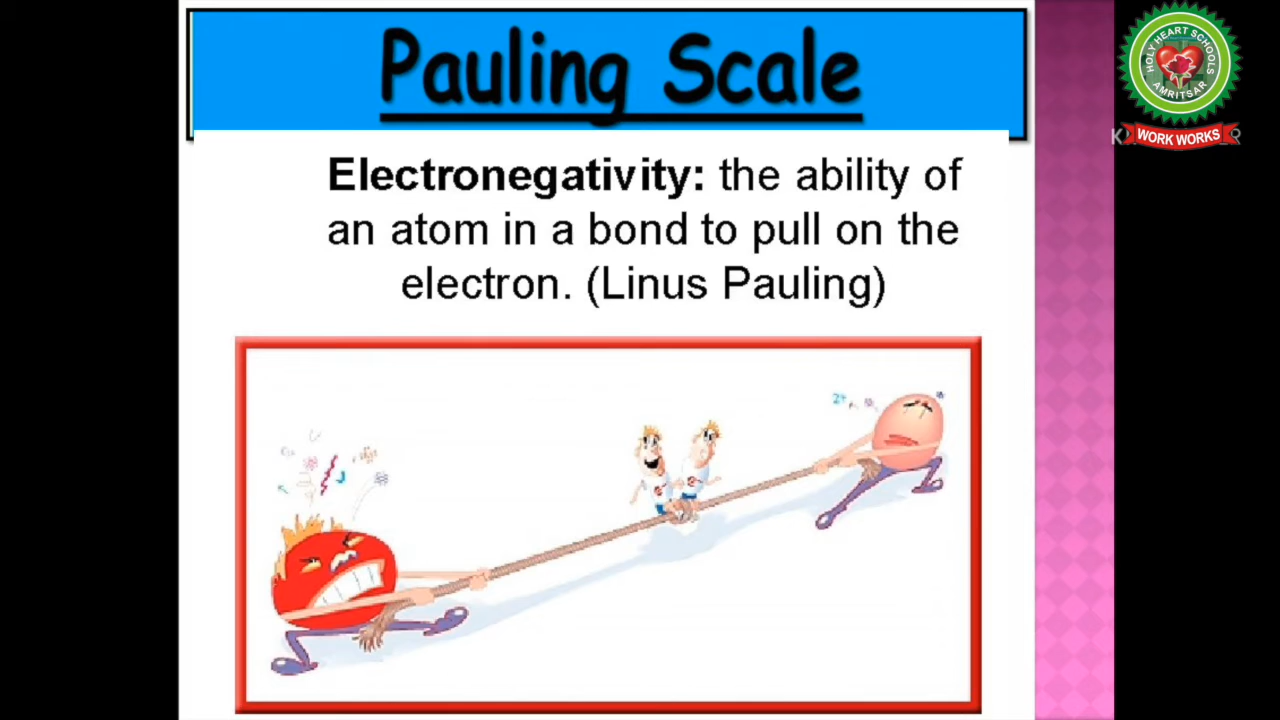 Pauling Scale
Electronegativity: the ability of
an atom in a bond to pull on the
electron. (Linus Pauling)
HOLY HEART SCHOOLS
AMRITSAR
WORK WORKS
2+